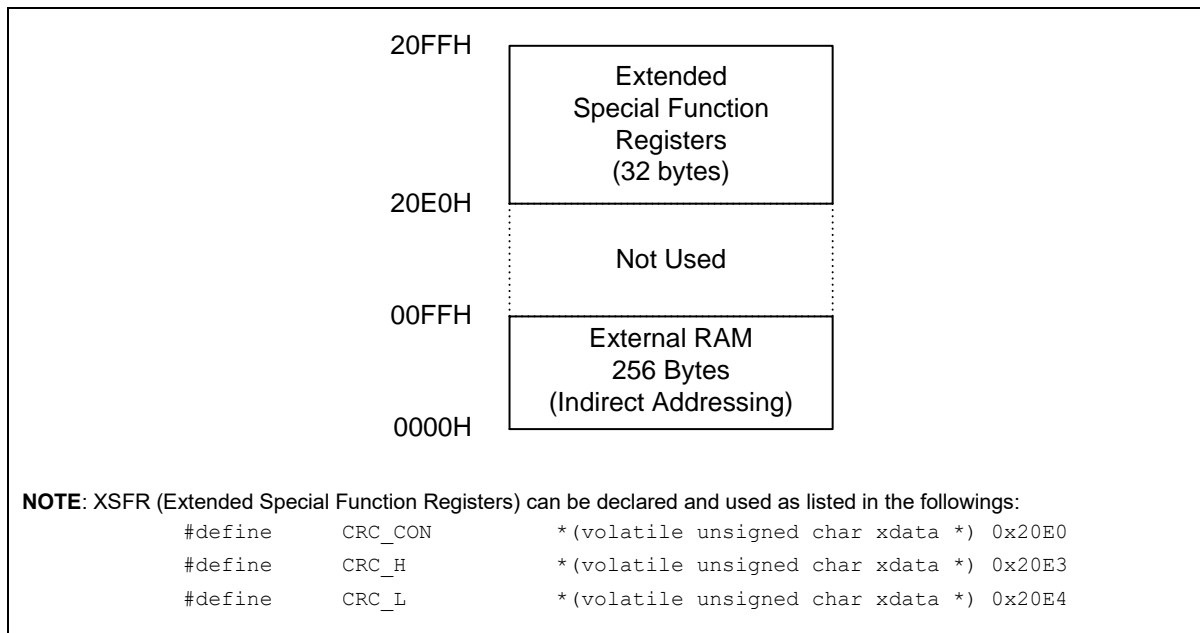 20FFH
Extended
Special Function
Registers
(32 bytes)
20E0H
Not Used
00FFH
External RAM
256 Bytes
(Indirect Addressing)
0000H
NOTE: XSFR (Extended Special Function Registers) can be declared and used as listed in the followings:
#define CRC_CON *(volatile unsigned char xdata *) 0x20E0
#define CRC_H *(volatile unsigned char xdata *) 0x20E3
#define CRC_L *(volatile unsigned char xdata *) 0x20E4